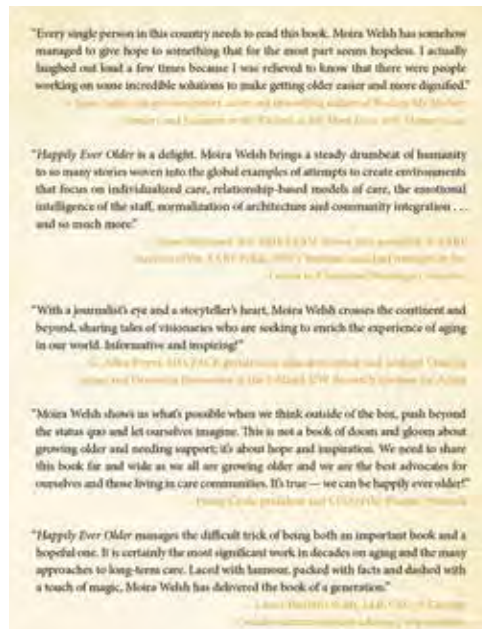 "Every single person in this country needs to read this book. Moira Welsh has somehow
managed to give hope to something that for the most part seems hopeless. I actually
laughed out loud a few times because I was relieved to know that there were people
working on some incredible solutions to make getting older easier and more dignified."
"Happily Ever Older is a delight. Moira Welsh brings a steady drumbeat of humanity
to so many stories woven into the global examples of attempts to create environments
that focus on individualized care, relationship-based models of care, the emotional
intelligence of the staff, normalization of architecture and community integration . . .
and so much more."
"With a journalist's eye and a storyteller's heart, Moira Welsh crosses the continent and
beyond, sharing tales of visionaries who are seeking to enrich the experience of aging
in our world. Informative and inspiring!"
"Moira Welsh shows us what's possible when we think outside of the box, push beyond
the status quo and let ourselves imagine. This is not a book of doom and gloom about
growing older and needing support; it's about hope and inspiration. We need to share
this book far and wide as we all are growing older and we are the best advocates for
ourselves and those living in care communities. It's true — we can be happily ever older!"
"Happily Ever Older manages the difficult trick of being both an important book and a
hopeful one. It is certainly the most significant work in decades on aging and the many
approaches to long-term care. Laced with humour, packed with facts and dashed with
a touch of magic, Moira Welsh has delivered the book of a generation."